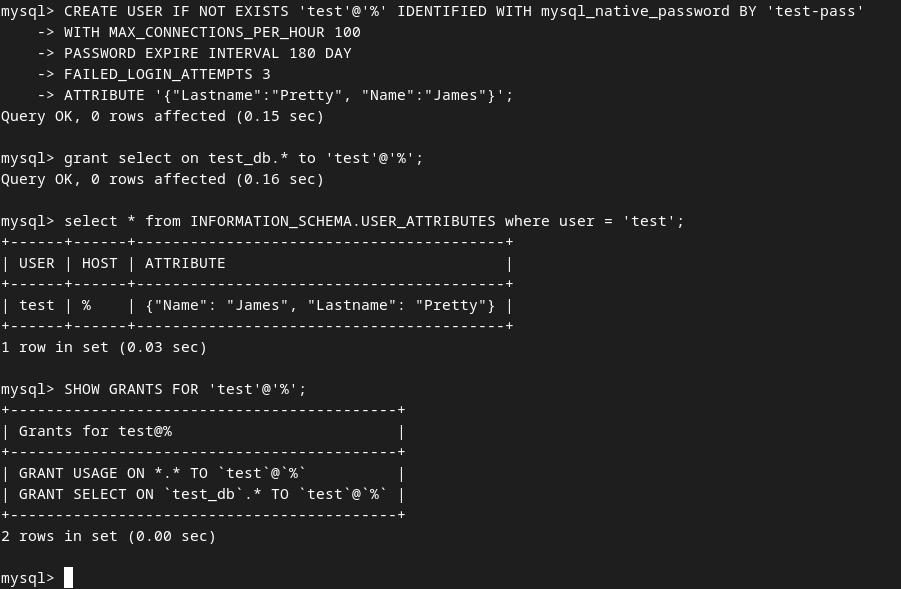 mysql> CREATE USER IF NOT EXISTS 'test'@'%' IDENTIFIED WITH mysql_native_password BY 'test-pass'
    -> WITH MAX_CONNECTIONS_PER_HOUR 100
    -> PASSWORD EXPIRE INTERVAL 180 DAY
    -> FAILED_LOGIN_ATTEMPTS 3
    -> ATTRIBUTE '{"Lastname":"Pretty", "Name":"James"}';
Query OK, 0 rows affected (0.15 sec)

mysql> grant select on test_db.* to 'test'@'%';
Query OK, 0 rows affected (0.16 sec)

mysql> select * from INFORMATION_SCHEMA.USER_ATTRIBUTES where user = 'test';
+------+------+-----------------------------------------+
| USER | HOST | ATTRIBUTE                               |
+------+------+-----------------------------------------+
| test | %    | {"Name": "James", "Lastname": "Pretty"} |
+------+------+-----------------------------------------+
1 row in set (0.03 sec)

mysql> SHOW GRANTS FOR 'test'@'%';
+-------------------------------------------+
| Grants for test@%                         |
+-------------------------------------------+
| GRANT USAGE ON *.* TO `test`@`%`          |
| GRANT SELECT ON `test_db`.* TO `test`@`%` |
+-------------------------------------------+
2 rows in set (0.00 sec)

mysql>